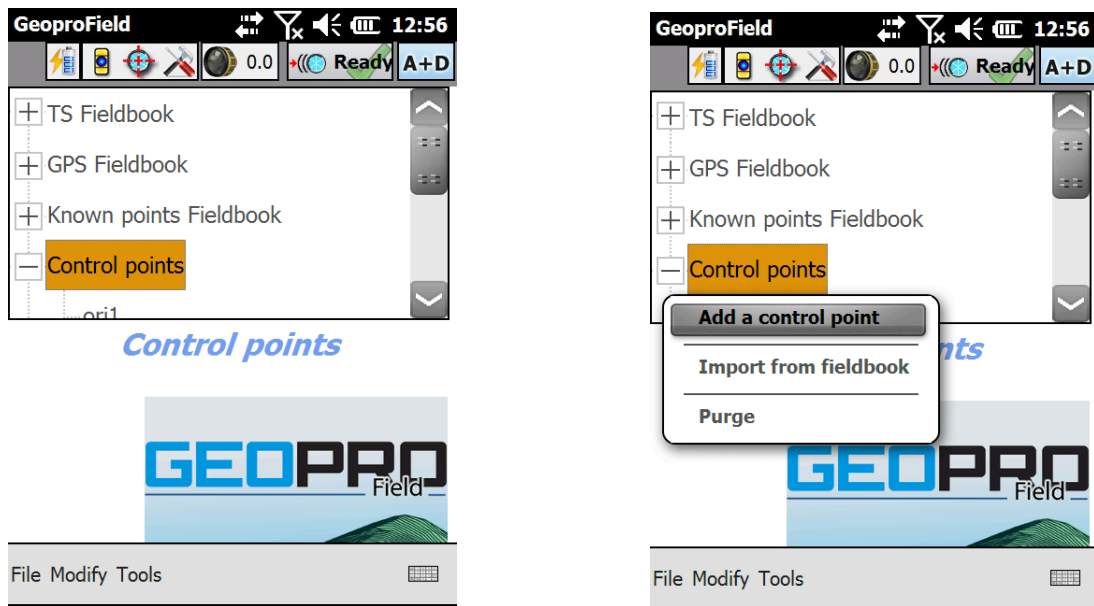 GeoproField 12:56
0.0 Ready A+D
TS Fieldbook
GPS Fieldbook
Known points Fieldbook
Control points
ori1
Control points
GEOPRO
Field
File Modify Tools
GeoproField 12:56
0.0 Ready A+D
TS Fieldbook
GPS Fieldbook
Known points Fieldbook
Control points
Add a control point
nts
Import from fieldbook
Purge
GEOPRO
Field
File Modify Tools